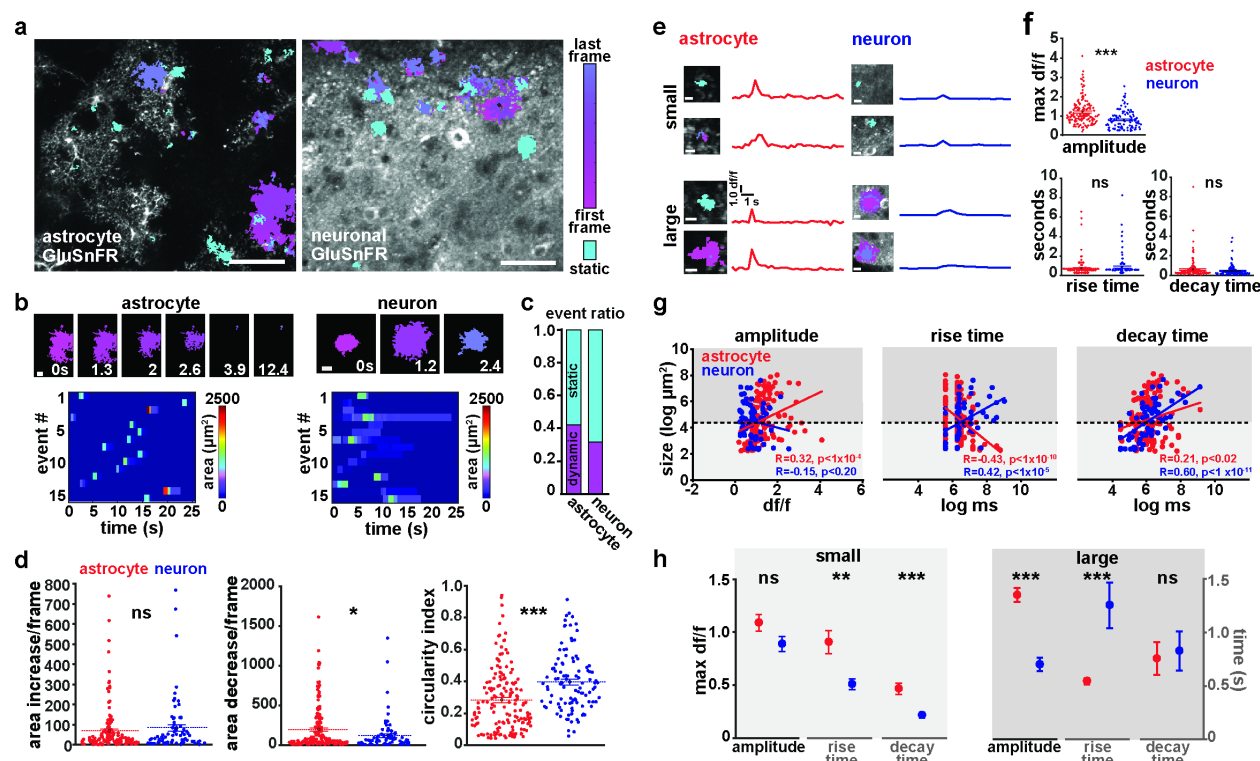 a
last
frame
first
frame
static
astrocyte
GluSnFR
neuronal
GluSnFR
b
astrocyte
neuron
0s
1.3
2
2.6
3.9
12.4
0s
1.2
2.4
event #
1
5
10
15
0
5
10
15
20
25
time (s)
2500
0
area (µm²)
event #
1
5
10
15
0
5
10
15
20
25
time (s)
2500
0
area (µm²)
c
event ratio
1.0
0.8
0.6
0.4
0.2
0
static
dynamic
astrocyte
neuron
d
astrocyte
neuron
area increase/frame
800
700
600
500
400
300
200
100
0
ns
area decrease/frame
2000
1500
1000
500
0
*
circularity index
1.0
0.8
0.6
0.4
0.2
0
***
e
astrocyte
neuron
small
large
1.0 df/f
1 s
f
max df/f
5
4
3
2
1
0
***
astrocyte
neuron
amplitude
seconds
10
8
6
4
2
0
ns
rise time
seconds
10
8
6
4
2
0
ns
decay time
g
amplitude
rise time
decay time
size (log µm²)
10
8
6
4
2
0
astrocyte
neuron
R=0.32, p<1x10⁻⁴
R=-0.15, p<0.20
-2
0
2
4
6
df/f
R=-0.43, p<1x10⁻¹⁰
R=0.42, p<1x10⁻⁵
4
6
8
10
log ms
R=0.21, p<0.02
R=0.60, p<1 x10⁻¹¹
4
6
8
10
log ms
h
small
large
max df/f
1.5
1.0
0.5
0
ns
**
***
***
***
ns
1.5
1.0
0.5
0
time (s)
amplitude
rise
time
decay
time
amplitude
rise
time
decay
time